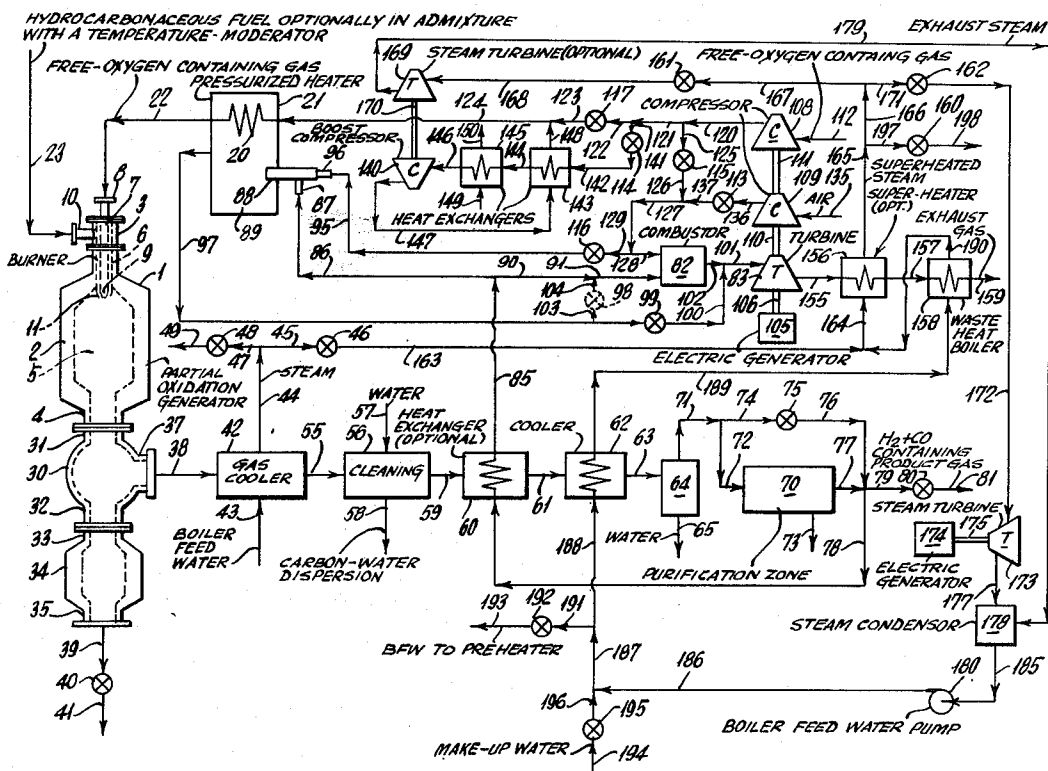 HYDROCARBONACEOUS FUEL OPTIONALLY IN ADMIXTURE
WITH A TEMPERATURE-MODERATOR
FREE-OXYGEN CONTAINING GAS
PRESSURIZED HEATER
STEAM TURBINE (OPTIONAL)
FREE-OXYGEN CONTAING GAS
179
EXHAUST STEAM
169
T
161
162
22
21
124
123
117
168
COMPRESSOR
167
108
171
170
BOOST
COMPRESSOR
150
145
148
C
112
166
160
23
20
96
146
144
122
121
120
197
198
140
C
141
125
111
165
8
7
10
3
88
87
142
114
115
109
SUPERHEATED
STEAM
6
149
143
126
137
113
C
135
SUPER-HEATER
(OPT.)
89
95
HEAT EXCHANGERS
127
136
AIR
EXHAUST
GAS
97
147
129
COMBUSTOR
110
TURBINE
BURNER
9
1
86
116
128
101
156
157
190
90
91
82
83
T
104
98
102
106
155
159
11
49
48
45
46
103
99
100
105
164
158
2
5
47
163
ELECTRIC GENERATOR
WASTE
HEAT
BOILER
PARTIAL
OXIDATION
GENERATOR
STEAM
85
189
44
WATER
57
HEAT
EXCHANGER
(OPTIONAL)
75
172
4
37
71
74
76
31
42
56
COOLER
62
H2+CO
CONTAINING
PRODUCT GAS
30
38
GAS
COOLER
55
CLEANING
63
72
77
79
80
81
64
70
STEAM TURBINE
32
43
59
61
174
175
T
33
58
60
188
WATER
65
73
78
34
BOILER
FEED
WATER
CARBON-WATER
DISPERSION
PURIFICATION ZONE
ELECTRIC
GENERATOR
173
35
177
193
192
191
STEAM CONDENSOR
178
39
BFW TO PREHEATER
187
186
180
185
40
196
41
195
BOILER FEED WATER PUMP
MAKE-UP WATER
194